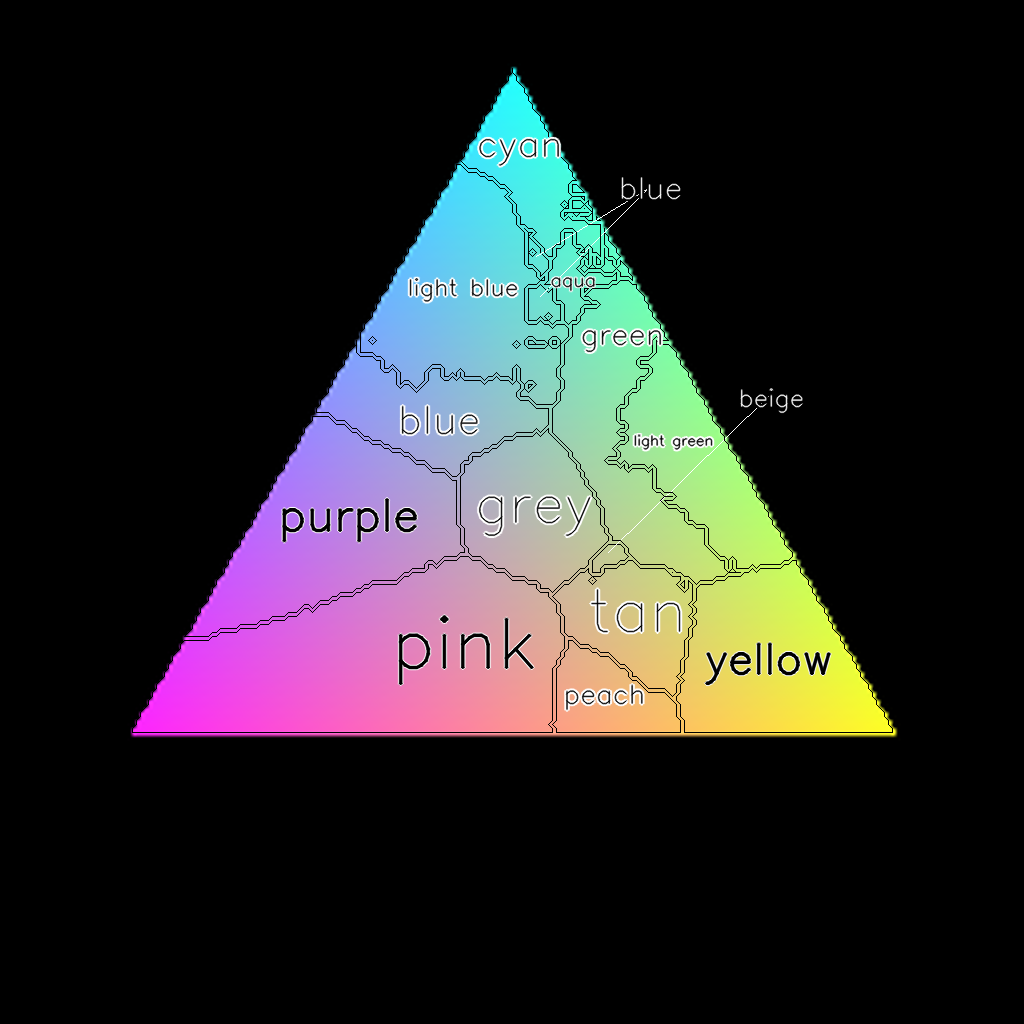 cyan
blue
light blue
aqua
green
beige
blue
light green
grey
purple
tan
pink
yellow
peach